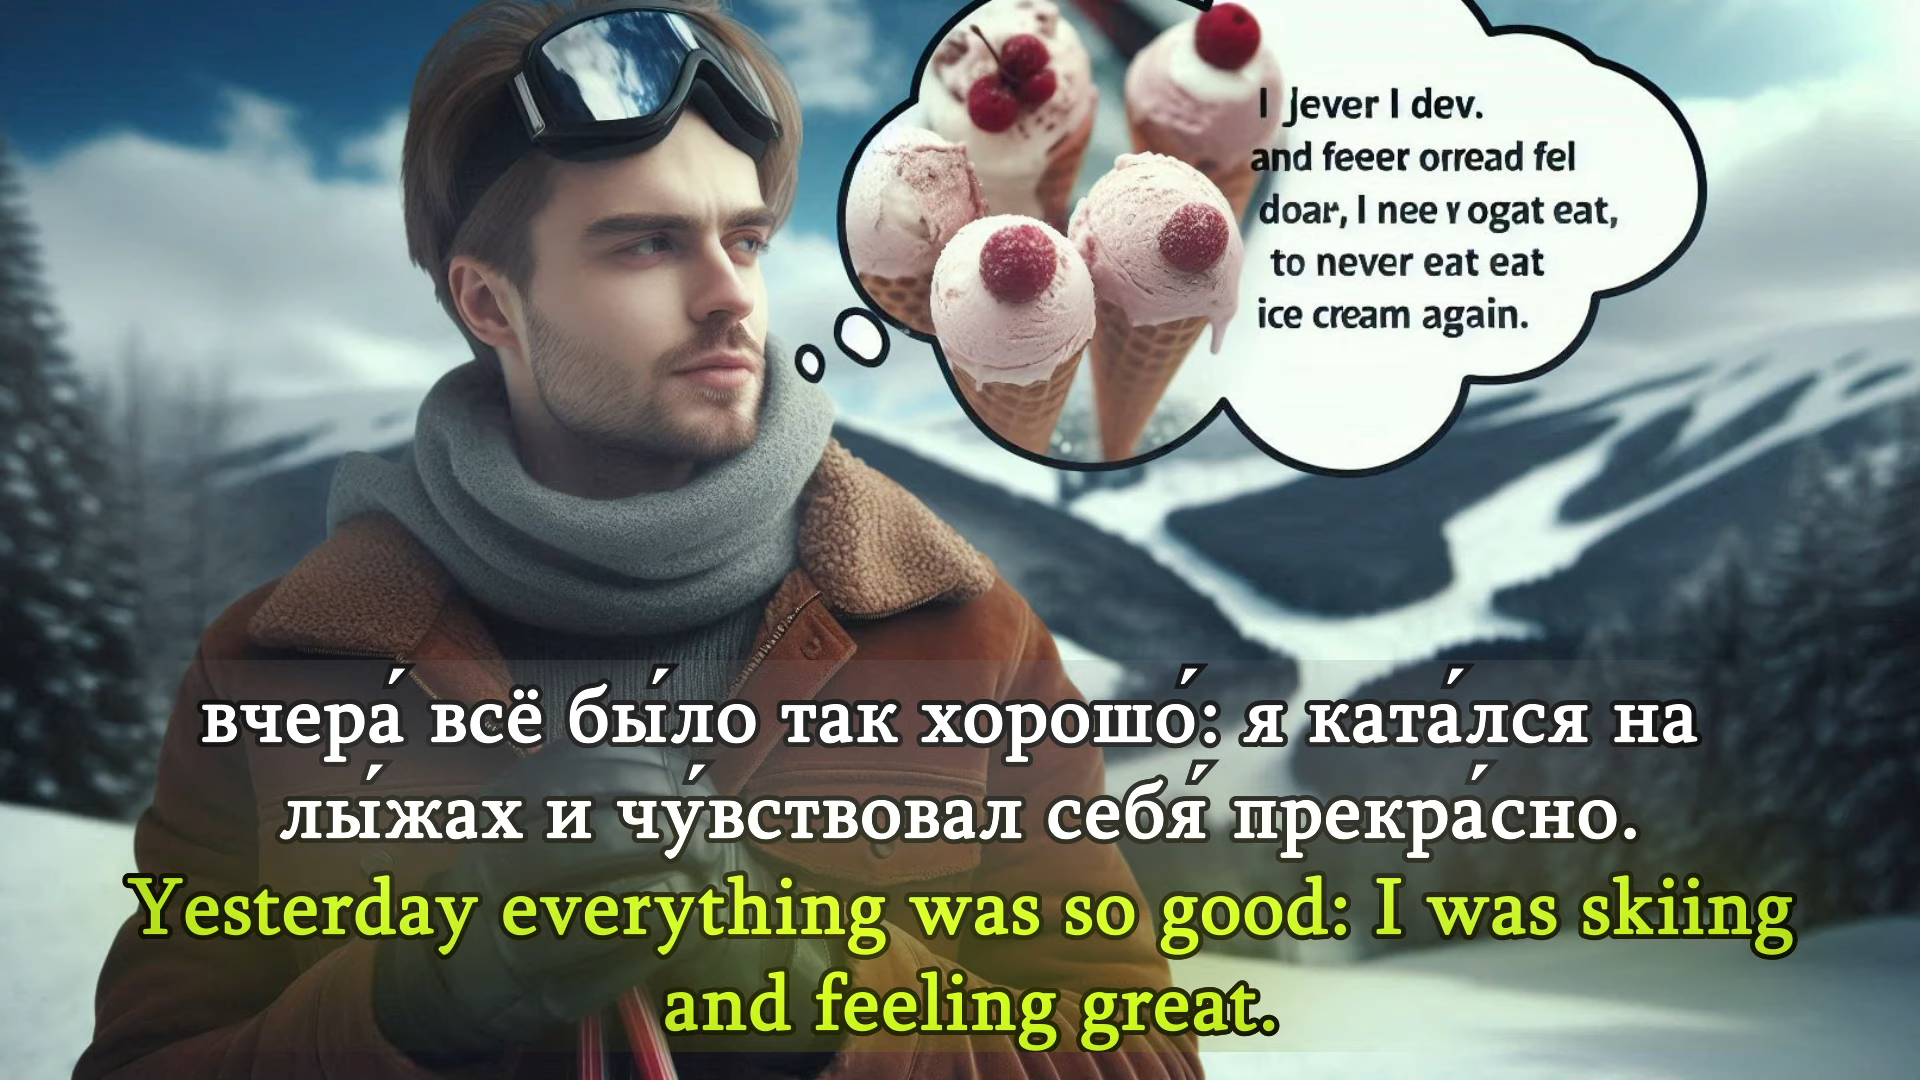 I Jever I dev.
and feeer orread fel
doar, I nee v ogat eat,
to never eat eat
ice cream again.
вчера́ всё бы́ло так хорошо́: я ката́лся на
лы́жах и чу́вствовал себя́ прекра́сно.
Yesterday everything was so good: I was skiing
and feeling great.